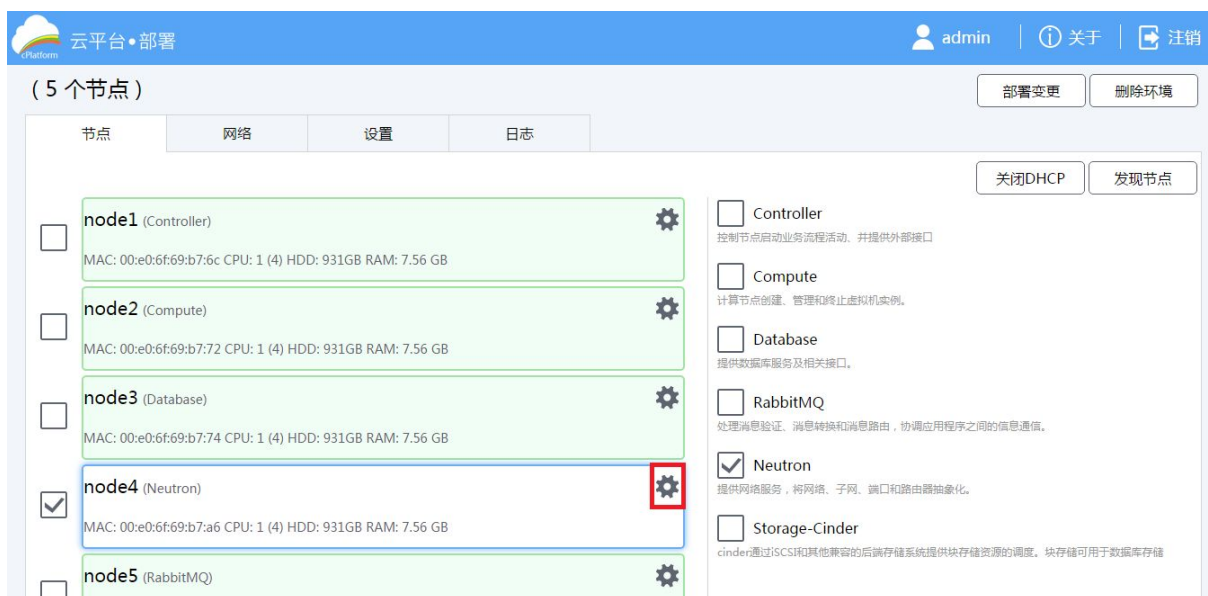 cPlatform 云平台•部署 admin 关于 注销
(5 个节点) 部署变更 删除环境
节点 网络 设置 日志
关闭DHCP 发现节点
node1 (Controller)
MAC: 00:e0:6f:69:b7:6c CPU: 1 (4) HDD: 931GB RAM: 7.56 GB
node2 (Compute)
MAC: 00:e0:6f:69:b7:72 CPU: 1 (4) HDD: 931GB RAM: 7.56 GB
node3 (Database)
MAC: 00:e0:6f:69:b7:74 CPU: 1 (4) HDD: 931GB RAM: 7.56 GB
node4 (Neutron)
MAC: 00:e0:6f:69:b7:a6 CPU: 1 (4) HDD: 931GB RAM: 7.56 GB
node5 (RabbitMQ)
Controller
控制节点启动业务流程活动、并提供外部接口
Compute
计算节点创建、管理和终止虚拟机实例。
Database
提供数据库服务及相关接口。
RabbitMQ
处理消息验证、消息转换和消息路由，协调应用程序之间的信息通信。
Neutron
提供网络服务，将网络、子网、端口和路由器抽象化。
Storage-Cinder
cinder通过iSCSI和其他兼容的后端存储系统提供块存储资源的调度。块存储可用于数据库存储